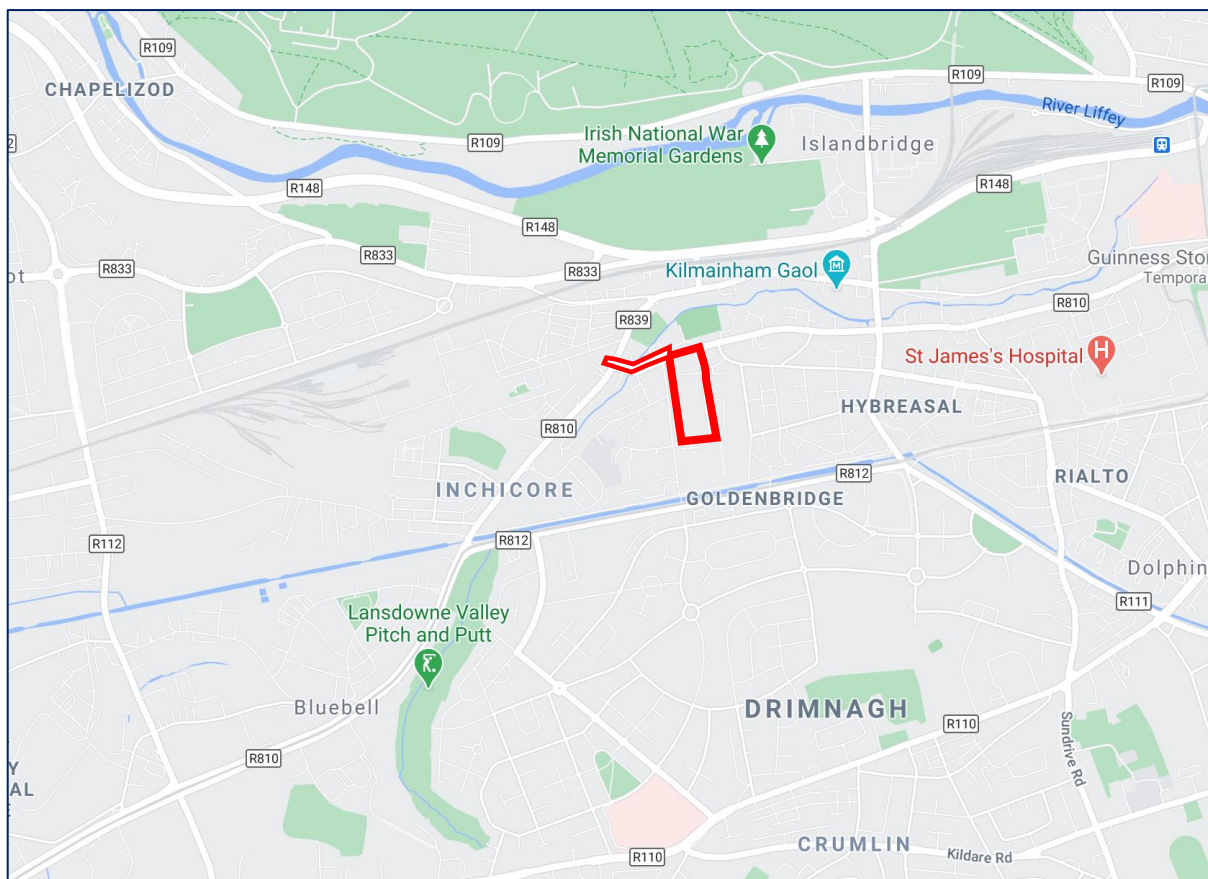 R109
CHAPELIZOD
R109
R109
River Liffey
Irish National War
Memorial Gardens
Islandbridge
R109
R148
R148
R148
R833
R833
Kilmainham Gaol
Guinness Stor
Tempora
R810
R839
St James's Hospital
H
HYBREASAL
R810
INCHICORE
GOLDENBRIDGE
R812
RIALTO
R112
R812
Dolphin
R111
Lansdowne Valley
Pitch and Putt
Bluebell
DRIMNAGH
R110
Sundrive Rd
R810
Y
AL
E
CRUMLIN
R110
Kildare Rd